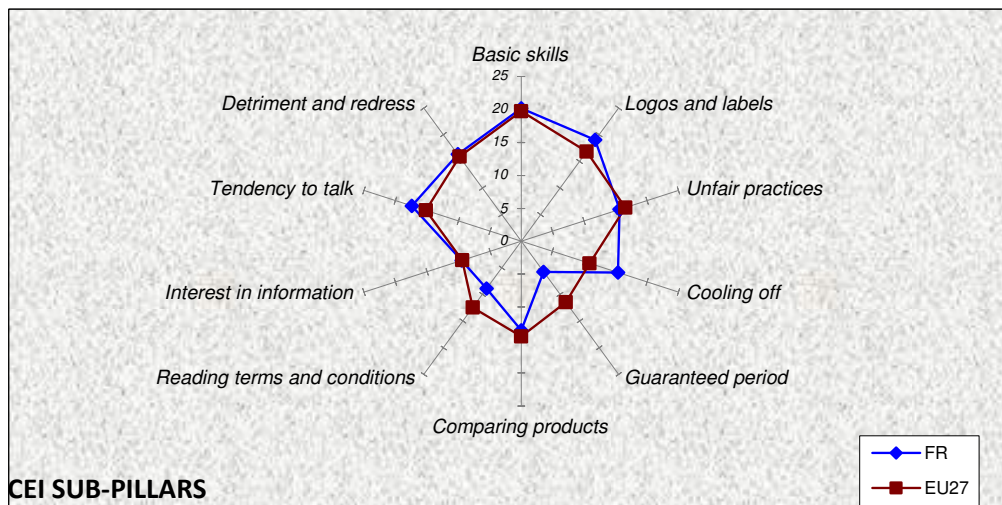 Basic skills
25
Detriment and redress
Logos and labels
20
15
Tendency to talk
10
Unfair practices
5
0
Interest in information
Cooling off
Reading terms and conditions
Guaranteed period
Comparing products
FR
CEI SUB-PILLARS
EU27